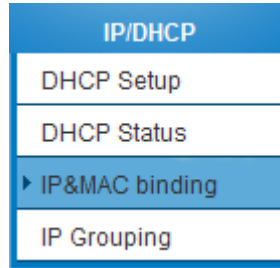 IP/DHCP
DHCP Setup
DHCP Status
IP&MAC binding
IP Grouping